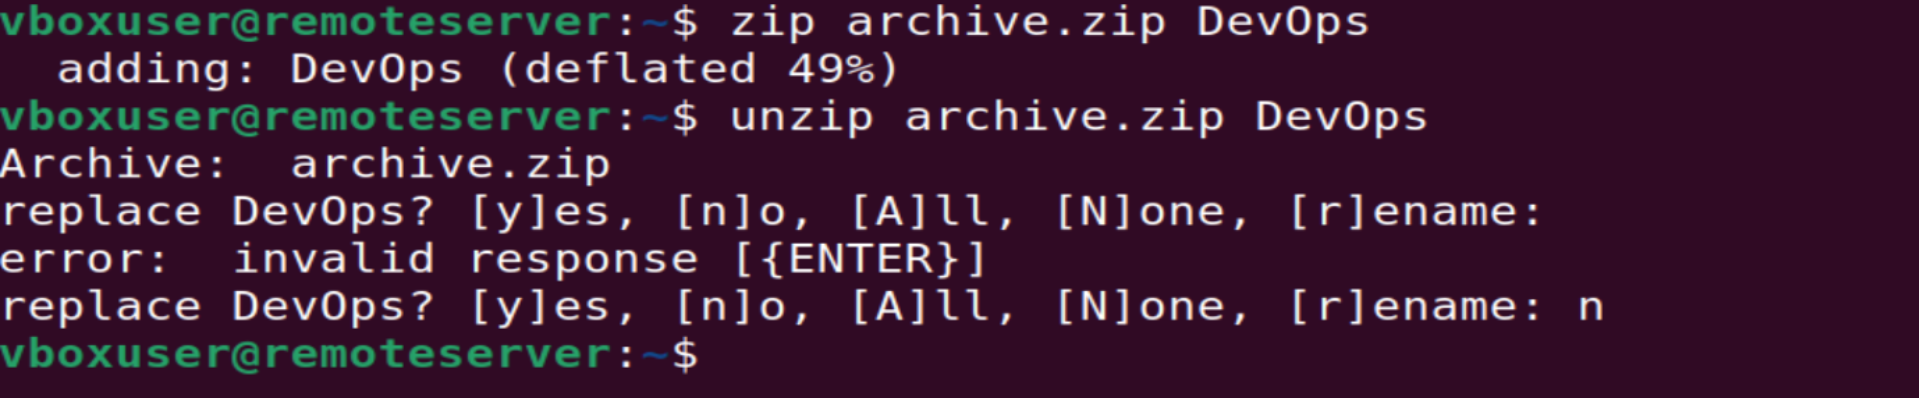 vboxuser@remoteserver:~$ zip archive.zip DevOps
  adding: DevOps (deflated 49%)
vboxuser@remoteserver:~$ unzip archive.zip DevOps
Archive:  archive.zip
replace DevOps? [y]es, [n]o, [A]ll, [N]one, [r]ename:
error:  invalid response [{ENTER}]
replace DevOps? [y]es, [n]o, [A]ll, [N]one, [r]ename: n
vboxuser@remoteserver:~$